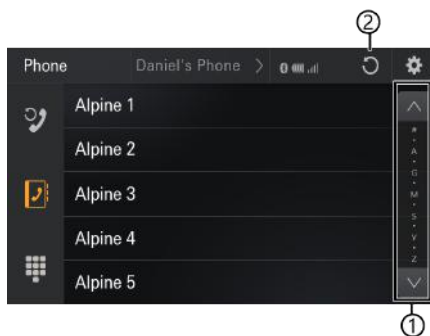 ②
Phone Daniel's Phone >
Alpine 1
Alpine 2
Alpine 3
Alpine 4
Alpine 5
#
A
G
M
S
Y
Z
①